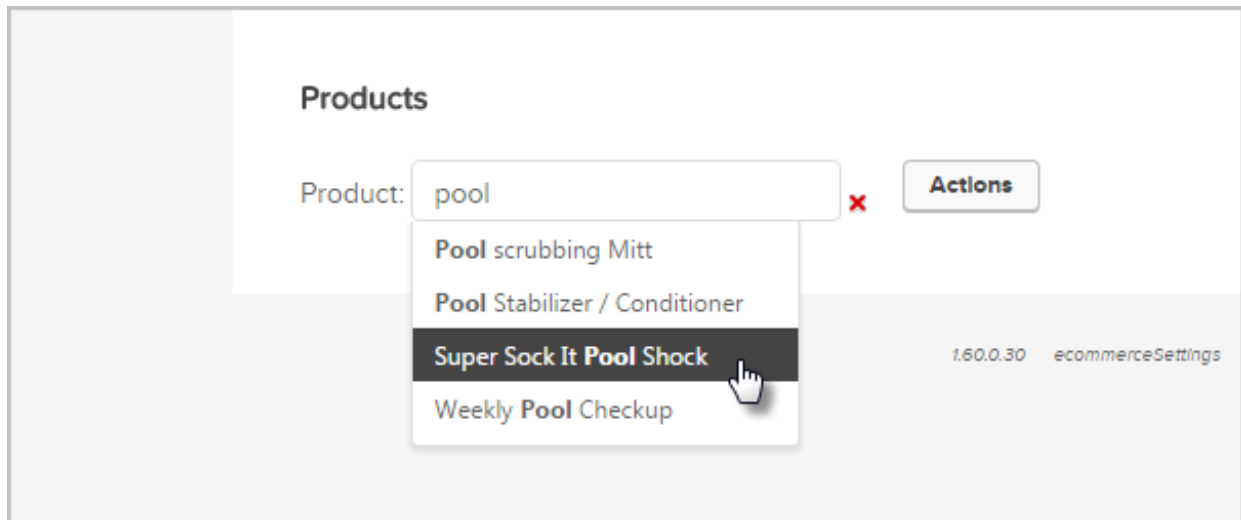 Products
Product: pool Actions
Pool scrubbing Mitt
Pool Stabilizer / Conditioner
Super Sock It Pool Shock
1.60.0.30 ecommerceSettings
Weekly Pool Checkup